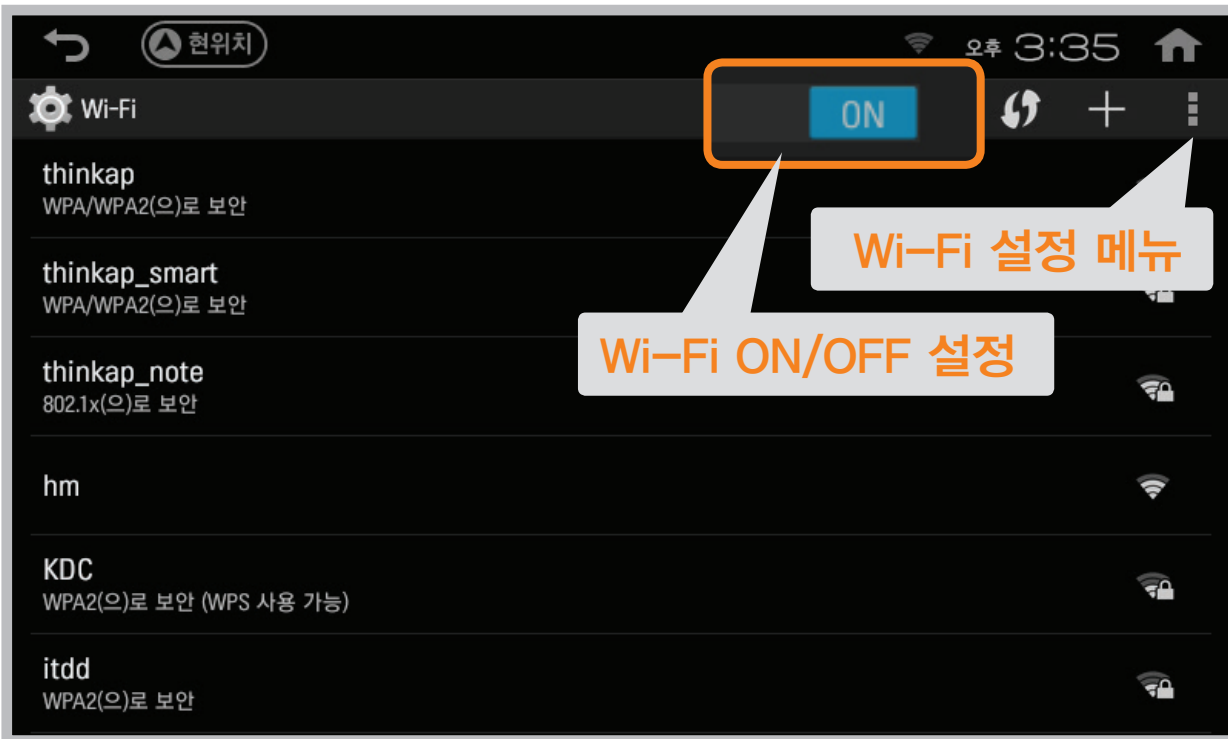 현위치
오후 3:35
Wi-Fi
ON
thinkap
WPA/WPA2(으)로 보안
Wi-Fi 설정 메뉴
thinkap_smart
WPA/WPA2(으)로 보안
Wi-Fi ON/OFF 설정
thinkap_note
802.1x(으)로 보안
hm
KDC
WPA2(으)로 보안 (WPS 사용 가능)
itdd
WPA2(으)로 보안